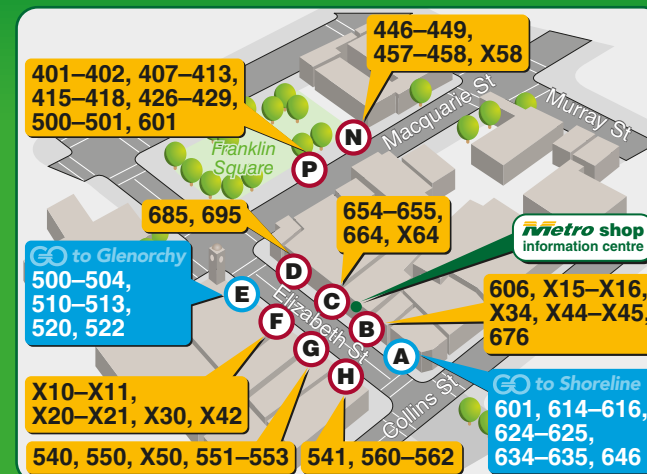 446–449,
457–458, X58
401–402, 407–413,
415–418, 426–429,
500–501, 601
Macquarie St
Murray St
N
Franklin
Square
P
685, 695
654–655,
664, X64
metro shop
information centre
GO to Glenorchy
500–504,
510–513,
520, 522
D
E
C
606, X15–X16,
X34, X44–X45,
676
Elizabeth St
F
B
G
A
H
Collins St
X10–X11,
X20–X21, X30, X42
GO to Shoreline
601, 614–616,
624–625,
634–635, 646
540, 550, X50, 551–553
541, 560–562